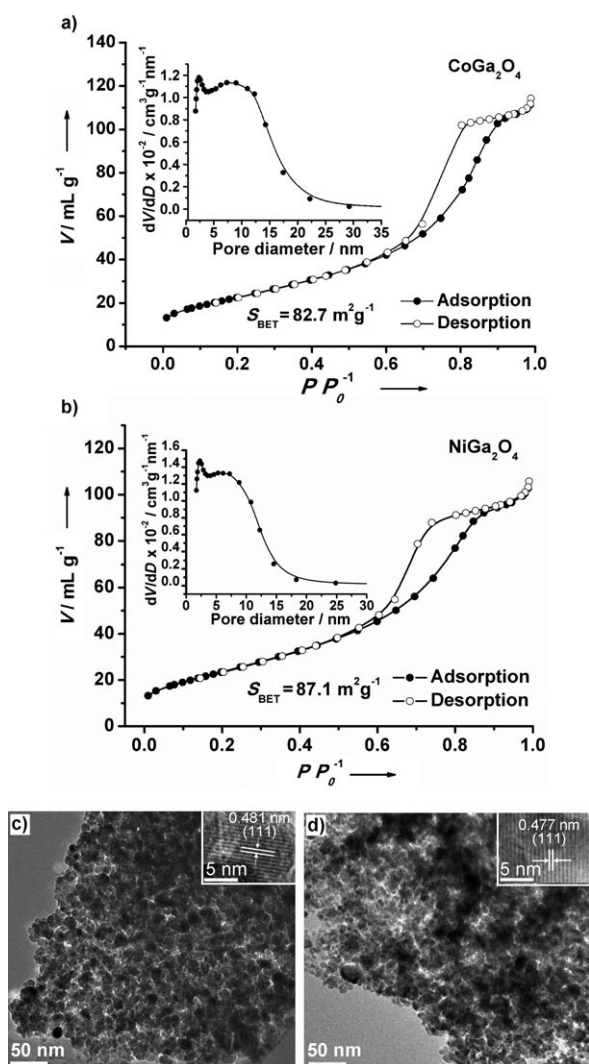 a)
CoGa₂O₄
V / mL g⁻¹
140
120
100
80
60
40
20
0
dV/dD x 10⁻² / cm³g⁻¹nm⁻¹
1.2
1.0
0.8
0.6
0.4
0.2
0.0
0 5 10 15 20 25 30 35
Pore diameter / nm
Adsorption
Desorption
S_BET = 82.7 m²g⁻¹
0.0 0.2 0.4 0.6 0.8 1.0
P P₀⁻¹
b)
NiGa₂O₄
V / mL g⁻¹
120
100
80
60
40
20
0
dV/dD x 10⁻² / cm³g⁻¹nm⁻¹
1.6
1.4
1.2
1.0
0.8
0.6
0.4
0.2
0.0
0 5 10 15 20 25 30
Pore diameter / nm
Adsorption
Desorption
S_BET = 87.1 m²g⁻¹
0.0 0.2 0.4 0.6 0.8 1.0
P P₀⁻¹
c)
0.481 nm
(111)
5 nm
50 nm
d)
0.477 nm
(111)
5 nm
50 nm